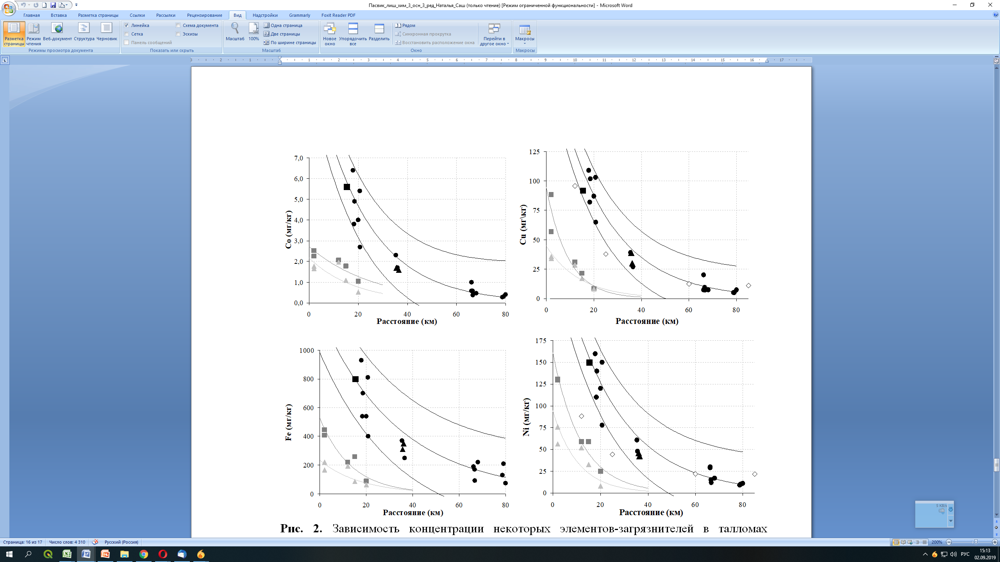 Пасвик_лиш_хим_3_осн_3_ред_Наталья_Саш (только чтение) [Режим ограниченной функциональности] - Microsoft Word
Главная Вставка Разметка страницы Ссылки Рассылки Рецензирование Вид Надстройки Grammarly Foxit Reader PDF
Разметка страницы
Режим чтения
Веб-документ
Структура
Черновик
Режимы просмотра документа
Линейка
Сетка
Панель сообщений
Схема документа
Эскизы
Показать или скрыть
Масштаб
100%
Одна страница
Две страницы
По ширине страницы
Масштаб
Новое окно
Упорядочить все
Разделить
Рядом
Синхронная прокрутка
Восстановить расположение окна
Перейти в другое окно
Окно
Макросы
Макросы
3 2 1 1 2 3 4 5 6 7 8 9 10 11 12 13 14 15 16 17
Co (мг/кг)
7,0
6,0
5,0
4,0
3,0
2,0
1,0
0,0
0 20 40 60 80
Расстояние (км)
Cu (мг\кг)
125
100
75
50
25
0
0 20 40 60 80
Расстояние (км)
Fe (мг/кг)
1000
800
600
400
200
0
0 20 40 60 80
Расстояние (км)
Ni (мг/кг)
175
150
125
100
75
50
25
0
0 20 40 60 80
Расстояние (км)
Рис. 2. Зависимость концентрации некоторых элементов-загрязнителей в талломах
5 KB/s
Страница: 16 из 17 Число слов: 4 310 Русский (Россия) 200%
РУС
15:13
02.09.2019